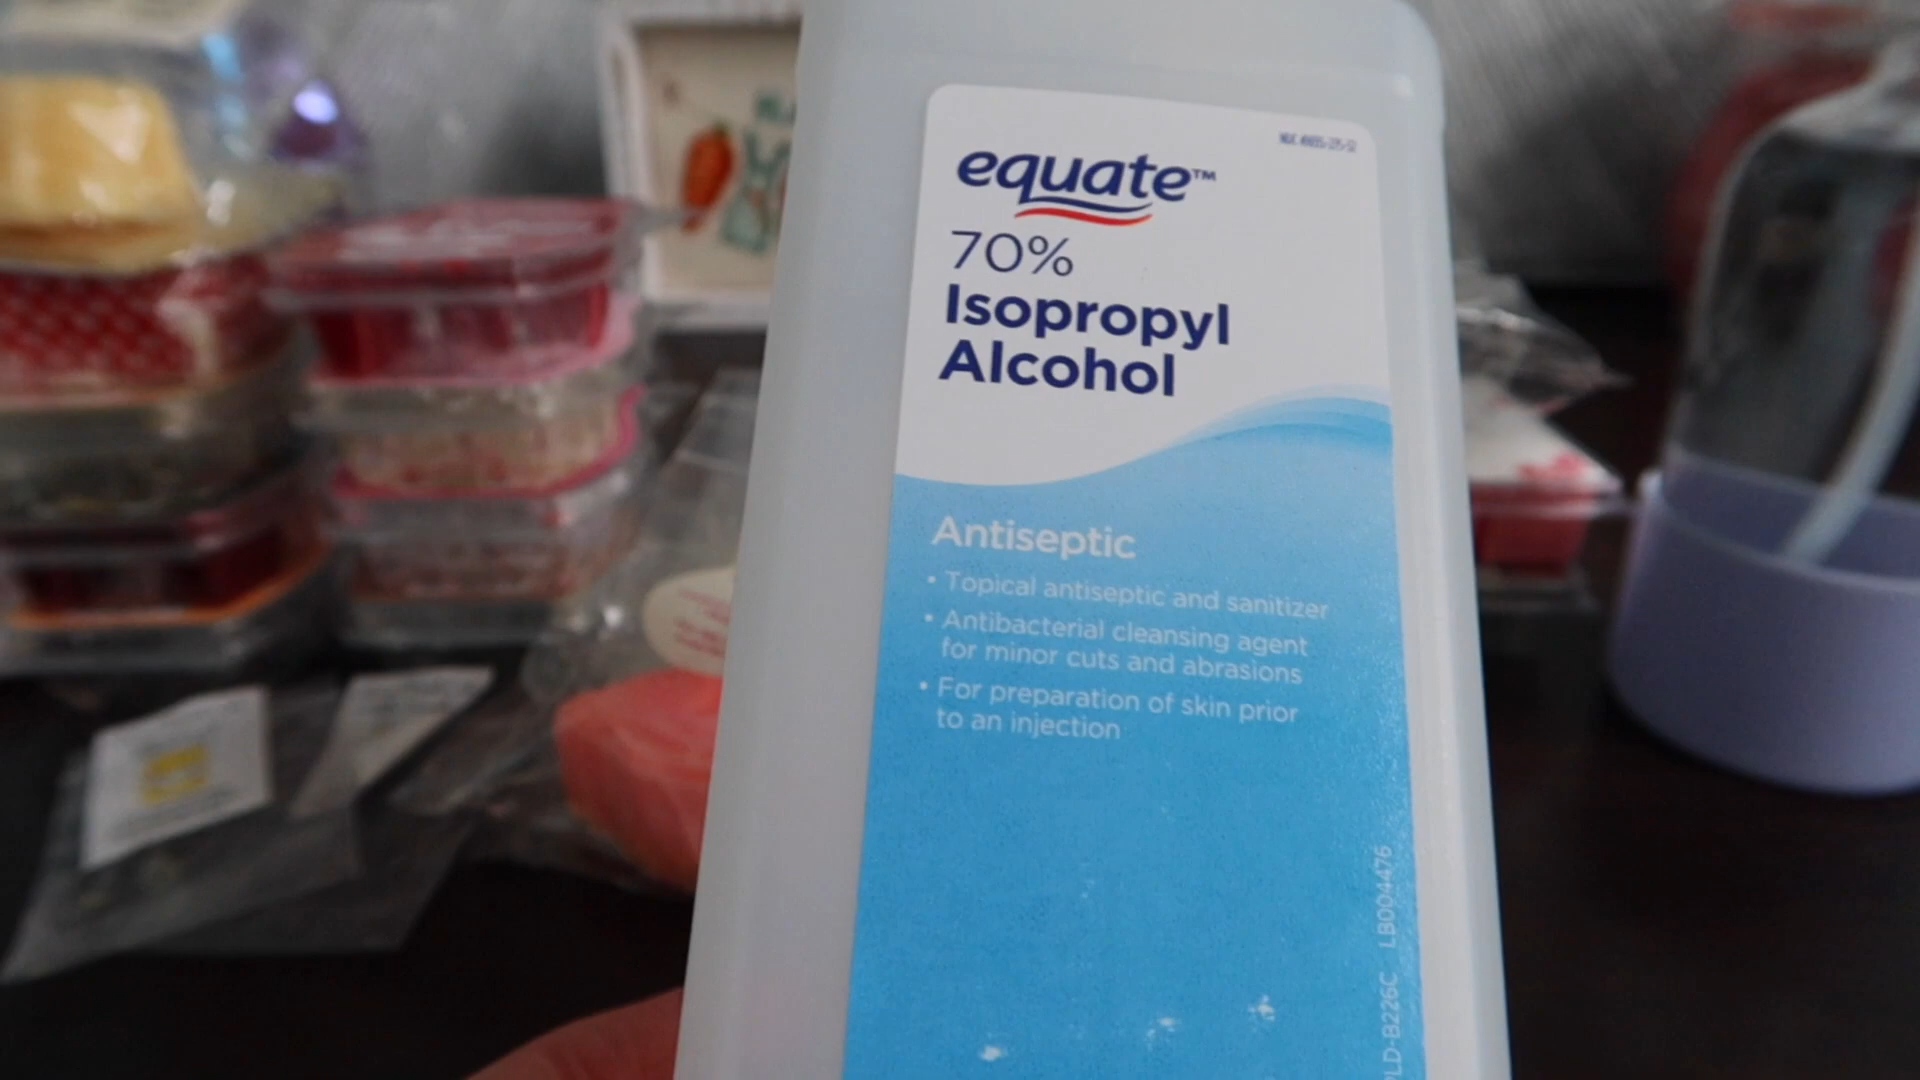 equate™
70%
Isopropyl
Alcohol
Antiseptic
• Topical antiseptic and sanitizer
• Antibacterial cleansing agent
for minor cuts and abrasions
• For preparation of skin prior
to an injection
LB004476